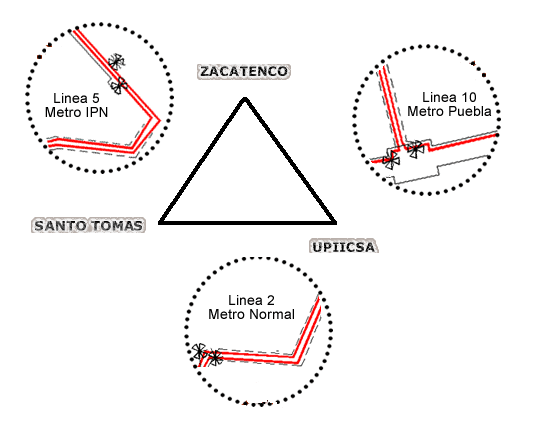 ZACATENCO
Linea 5
Metro IPN
Linea 10
Metro Puebla
SANTO TOMAS
UPIICSA
Linea 2
Metro Normal